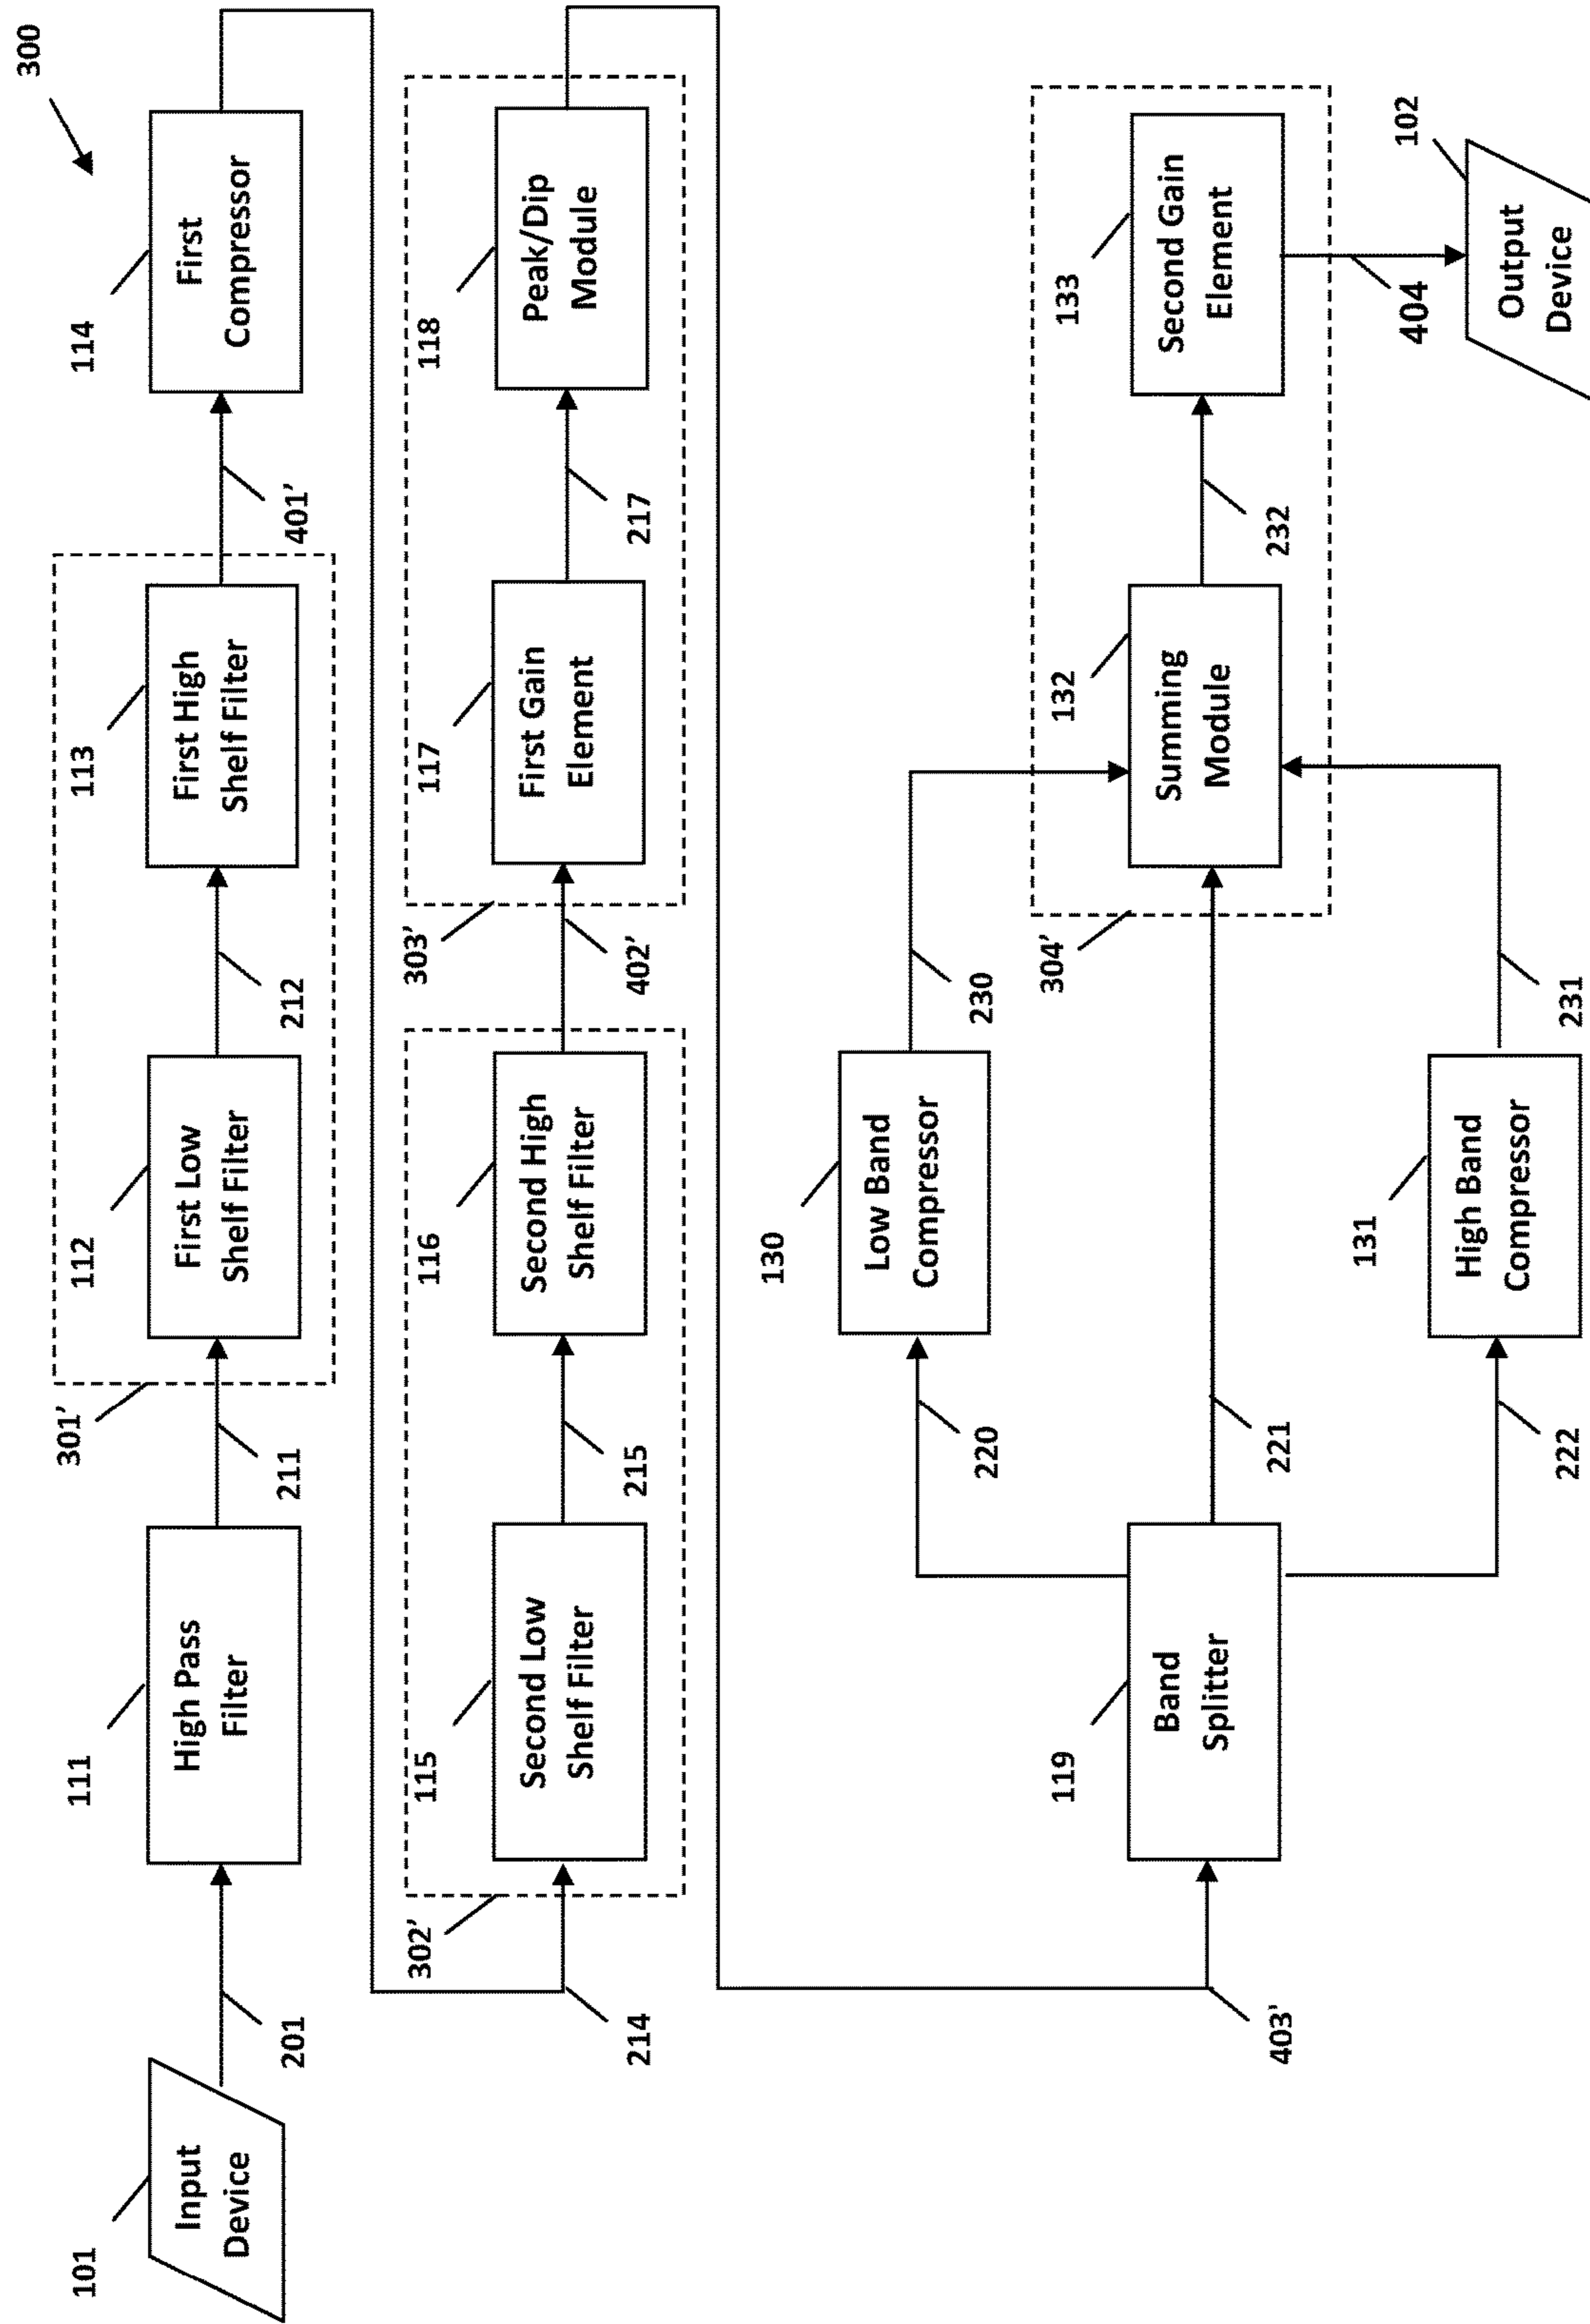 300
101
Input
Device
201
111
High Pass
Filter
211
301'
112
First Low
Shelf Filter
212
113
First High
Shelf Filter
401'
114
First
Compressor
214
302'
115
Second Low
Shelf Filter
215
116
Second High
Shelf Filter
402'
303'
117
First Gain
Element
217
118
Peak/Dip
Module
403'
119
Band
Splitter
220
221
222
130
Low Band
Compressor
230
131
High Band
Compressor
231
304'
132
Summing
Module
232
133
Second Gain
Element
404
102
Output
Device